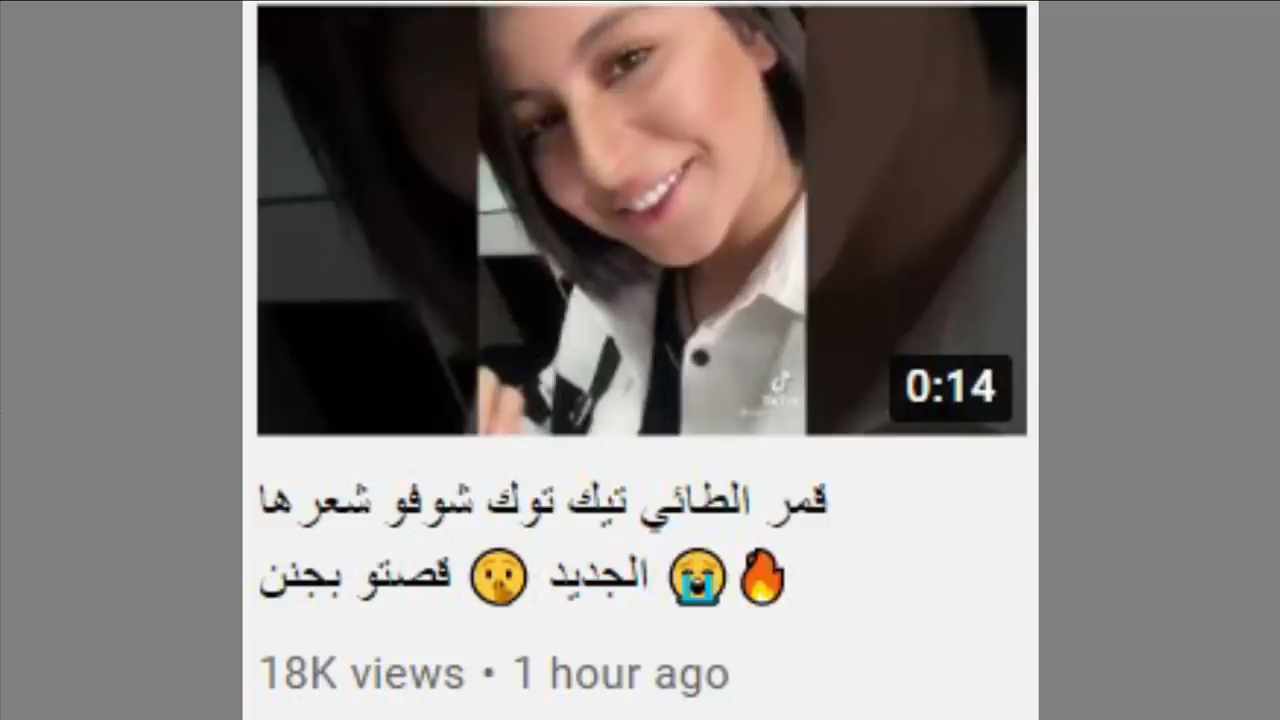 0:14
قمر الطائي تيك توك شوفو شعرها
🔥😭 الجديد 🤫 قصتو بجنن
18K views • 1 hour ago